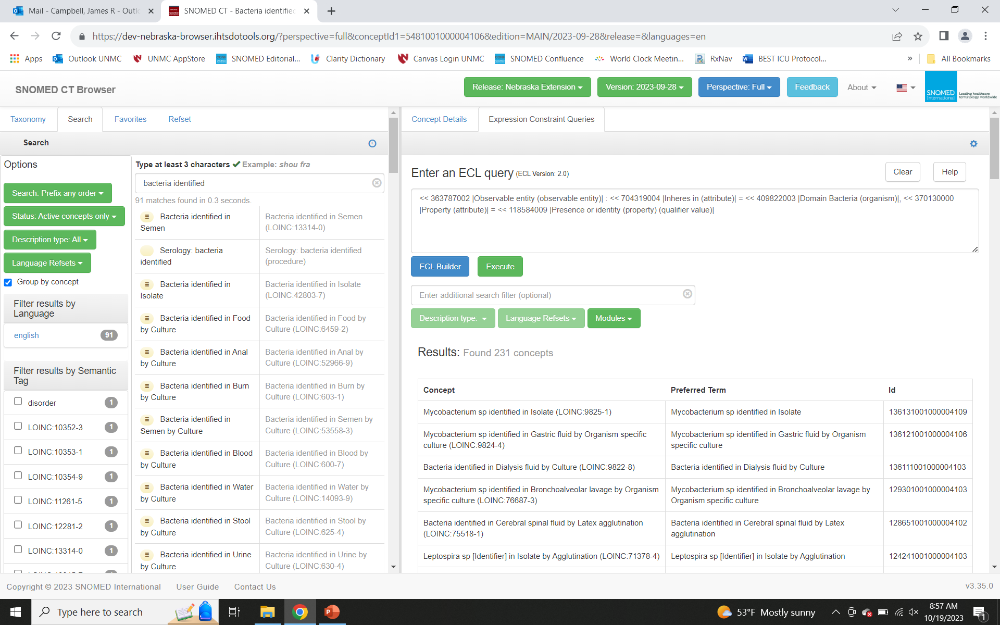 Mail - Campbell, James R - Outlo
SNOMED CT - Bacteria identified
https://dev-nebraska-browser.ihtsdotools.org/?perspective=full&conceptId1=5481001000004106&edition=MAIN/2023-09-28&release=&languages=en
Apps
Outlook UNMC
UNMC AppStore
SNOMED Editorial...
Clarity Dictionary
Canvas Login UNMC
SNOMED Confluence
World Clock Meetin...
RxNav
BEST ICU Protocol...
»
All Bookmarks
SNOMED CT Browser
Release: Nebraska Extension
Version: 2023-09-28
Perspective: Full
Feedback
About
SNOMED
International
Leading healthcare
terminology, worldwide
Taxonomy
Search
Favorites
Refset
Search
Options
Search: Prefix any order
Status: Active concepts only
Description type: All
Language Refsets
Group by concept
Filter results by
Language
english 91
Filter results by Semantic
Tag
disorder 1
LOINC:10352-3 1
LOINC:10353-1 1
LOINC:10354-9 1
LOINC:11261-5 1
LOINC:12281-2 1
LOINC:13314-0 1
Type at least 3 characters Example: shou fra
bacteria identified
91 matches found in 0.3 seconds.
Bacteria identified in
Semen
Bacteria identified in Semen
(LOINC:13314-0)
Serology: bacteria
identified
Serology: bacteria identified
(procedure)
Bacteria identified in
Isolate
Bacteria identified in Isolate
(LOINC:42803-7)
Bacteria identified in Food
by Culture
Bacteria identified in Food by
Culture (LOINC:6459-2)
Bacteria identified in Anal
by Culture
Bacteria identified in Anal by
Culture (LOINC:52966-9)
Bacteria identified in Burn
by Culture
Bacteria identified in Burn by
Culture (LOINC:603-1)
Bacteria identified in
Semen by Culture
Bacteria identified in Semen by
Culture (LOINC:53558-3)
Bacteria identified in Blood
by Culture
Bacteria identified in Blood by
Culture (LOINC:600-7)
Bacteria identified in Water
by Culture
Bacteria identified in Water by
Culture (LOINC:14093-9)
Bacteria identified in Stool
by Culture
Bacteria identified in Stool by
Culture (LOINC:625-4)
Bacteria identified in Urine
by Culture
Bacteria identified in Urine by
Culture (LOINC:630-4)
Concept Details
Expression Constraint Queries
Enter an ECL query (ECL Version: 2.0)
Clear
Help
<< 363787002 |Observable entity (observable entity)| : << 704319004 |Inheres in (attribute)| = << 409822003 |Domain Bacteria (organism)|, << 370130000
|Property (attribute)| = << 118584009 |Presence or identity (property) (qualifier value)|
ECL Builder
Execute
Enter additional search filter (optional)
Description type:
Language Refsets
Modules
Results: Found 231 concepts
Concept Preferred Term Id
Mycobacterium sp identified in Isolate (LOINC:9825-1)
Mycobacterium sp identified in Isolate
136131001000004109
Mycobacterium sp identified in Gastric fluid by Organism specific
culture (LOINC:9824-4)
Mycobacterium sp identified in Gastric fluid by Organism
specific culture
136121001000004106
Bacteria identified in Dialysis fluid by Culture (LOINC:9822-8)
Bacteria identified in Dialysis fluid by Culture
136111001000004103
Mycobacterium sp identified in Bronchoalveolar lavage by Organism
specific culture (LOINC:76687-3)
Mycobacterium sp identified in Bronchoalveolar lavage by
Organism specific culture
129301001000004103
Bacteria identified in Cerebral spinal fluid by Latex agglutination
(LOINC:75518-1)
Bacteria identified in Cerebral spinal fluid by Latex
agglutination
128651001000004102
Leptospira sp [Identifier] in Isolate by Agglutination (LOINC:71378-4)
Leptospira sp [Identifier] in Isolate by Agglutination
124241001000004103
Copyright © 2023 SNOMED International
User Guide
Contact Us
v3.35.0
Type here to search
53°F Mostly sunny
8:57 AM
10/19/2023
1